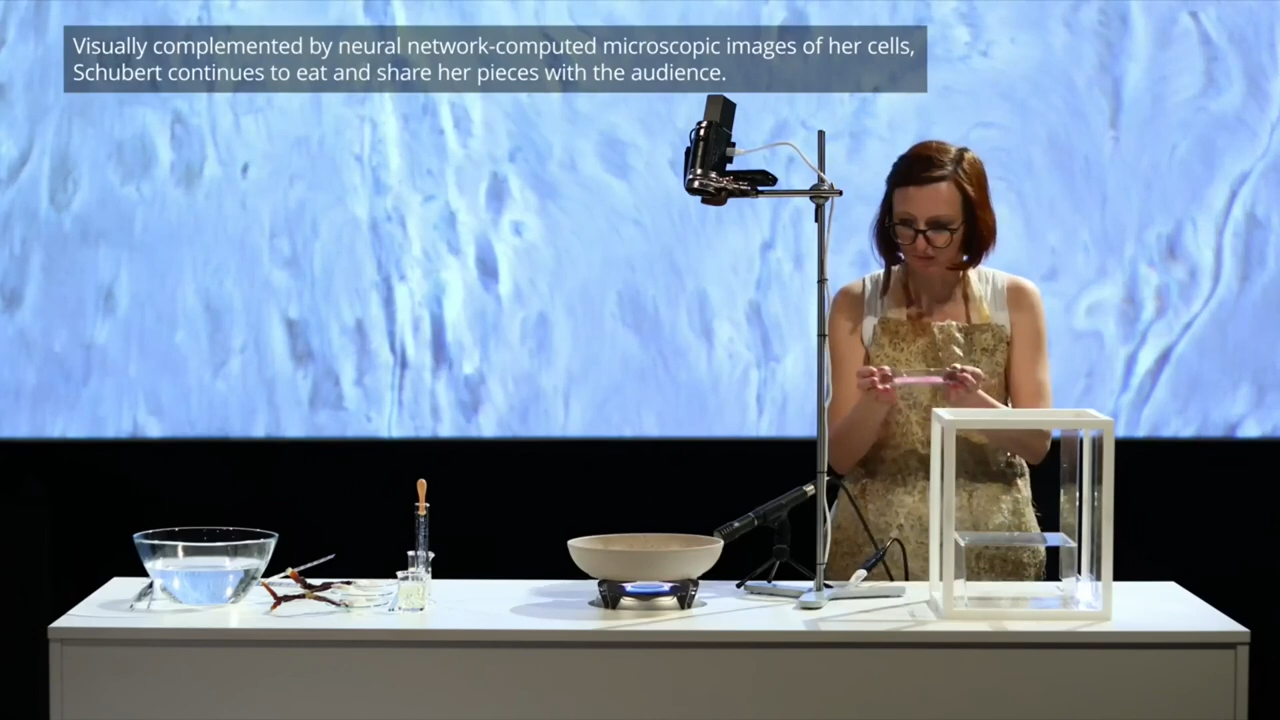 Visually complemented by neural network-computed microscopic images of her cells,
Schubert continues to eat and share her pieces with the audience.